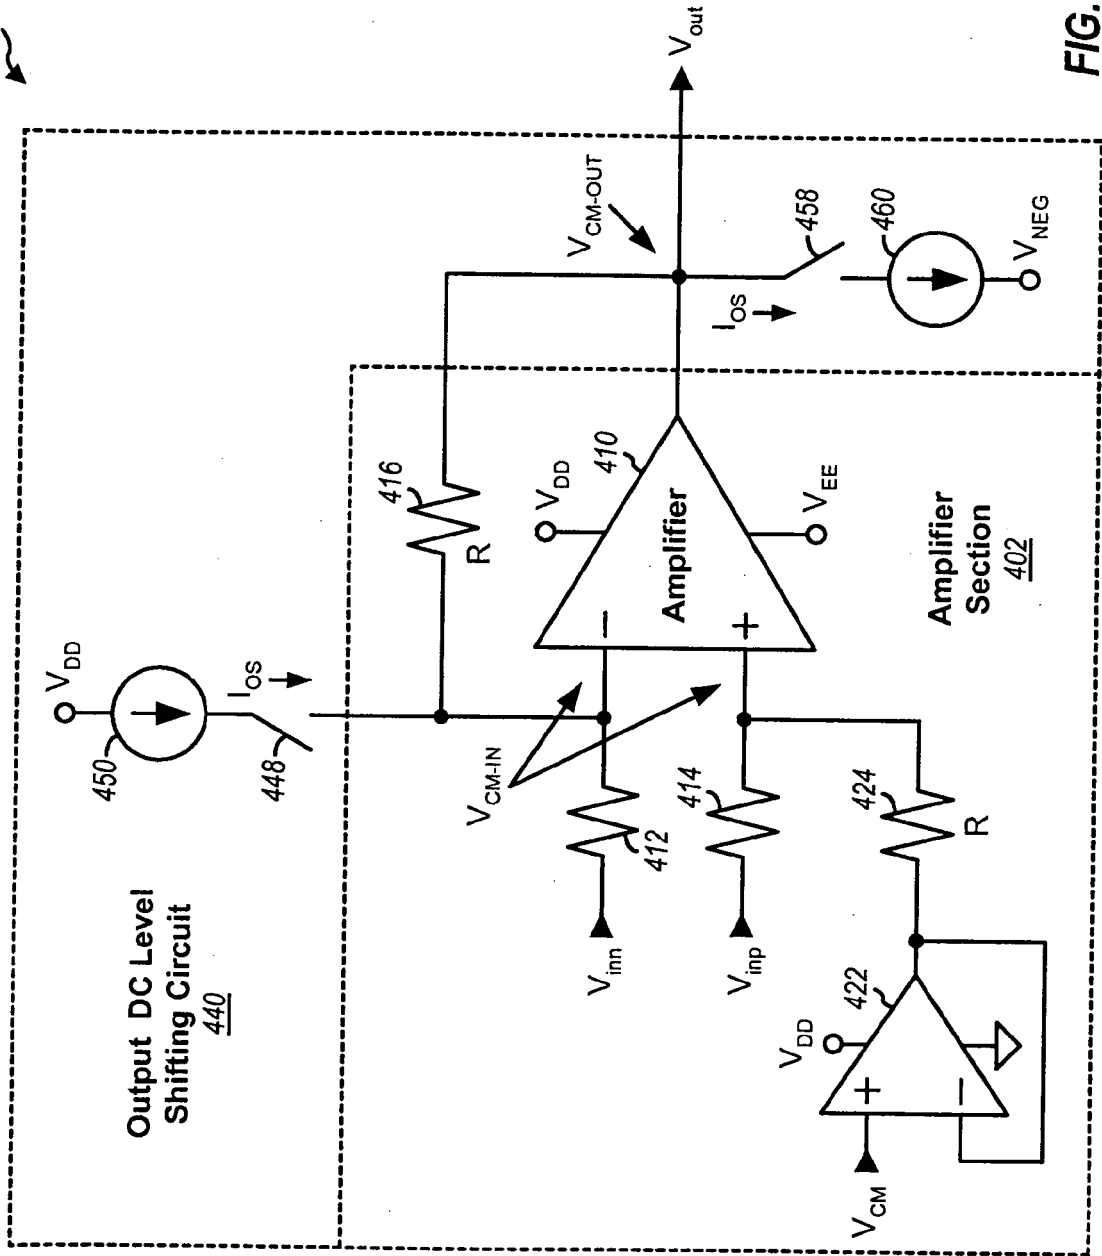 FIG.
V_DD
450
I_OS
448
Output DC Level
Shifting Circuit
440
416
R
V_CM-OUT
V_out
V_CM-IN
412
414
V_inn
V_inp
Amplifier
−
+
410
V_DD
V_EE
I_OS
458
460
V_NEG
424
R
422
V_DD
+
−
V_CM
Amplifier
Section
402